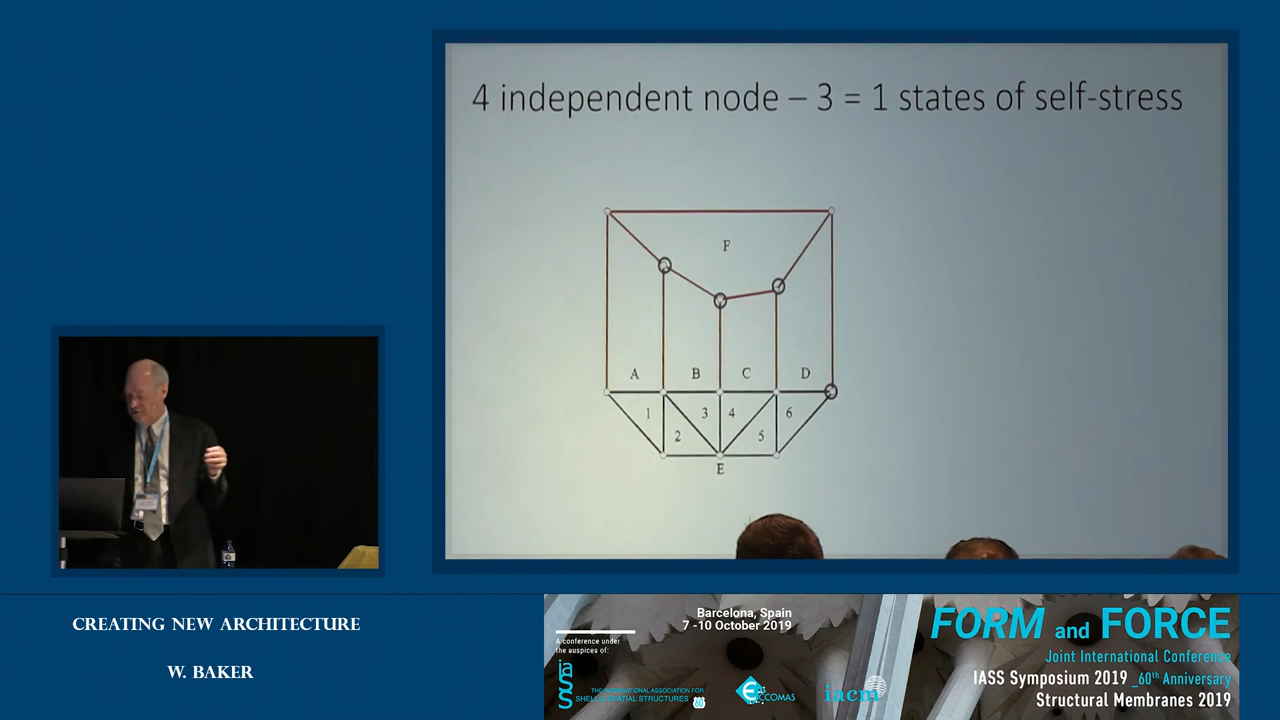 4 independent node – 3 = 1 states of self-stress
F
A B C D
1 3 4 6
2 5
E
CREATING NEW ARCHITECTURE
W. BAKER
Barcelona, Spain
7 -10 October 2019
A conference under
the auspices of:
iass
THE INTERNATIONAL ASSOCIATION FOR
SHELL & SPATIAL STRUCTURES
ECCOMAS
iacm
FORM and FORCE
Joint International Conference
IASS Symposium 2019 _60th Anniversary
Structural Membranes 2019